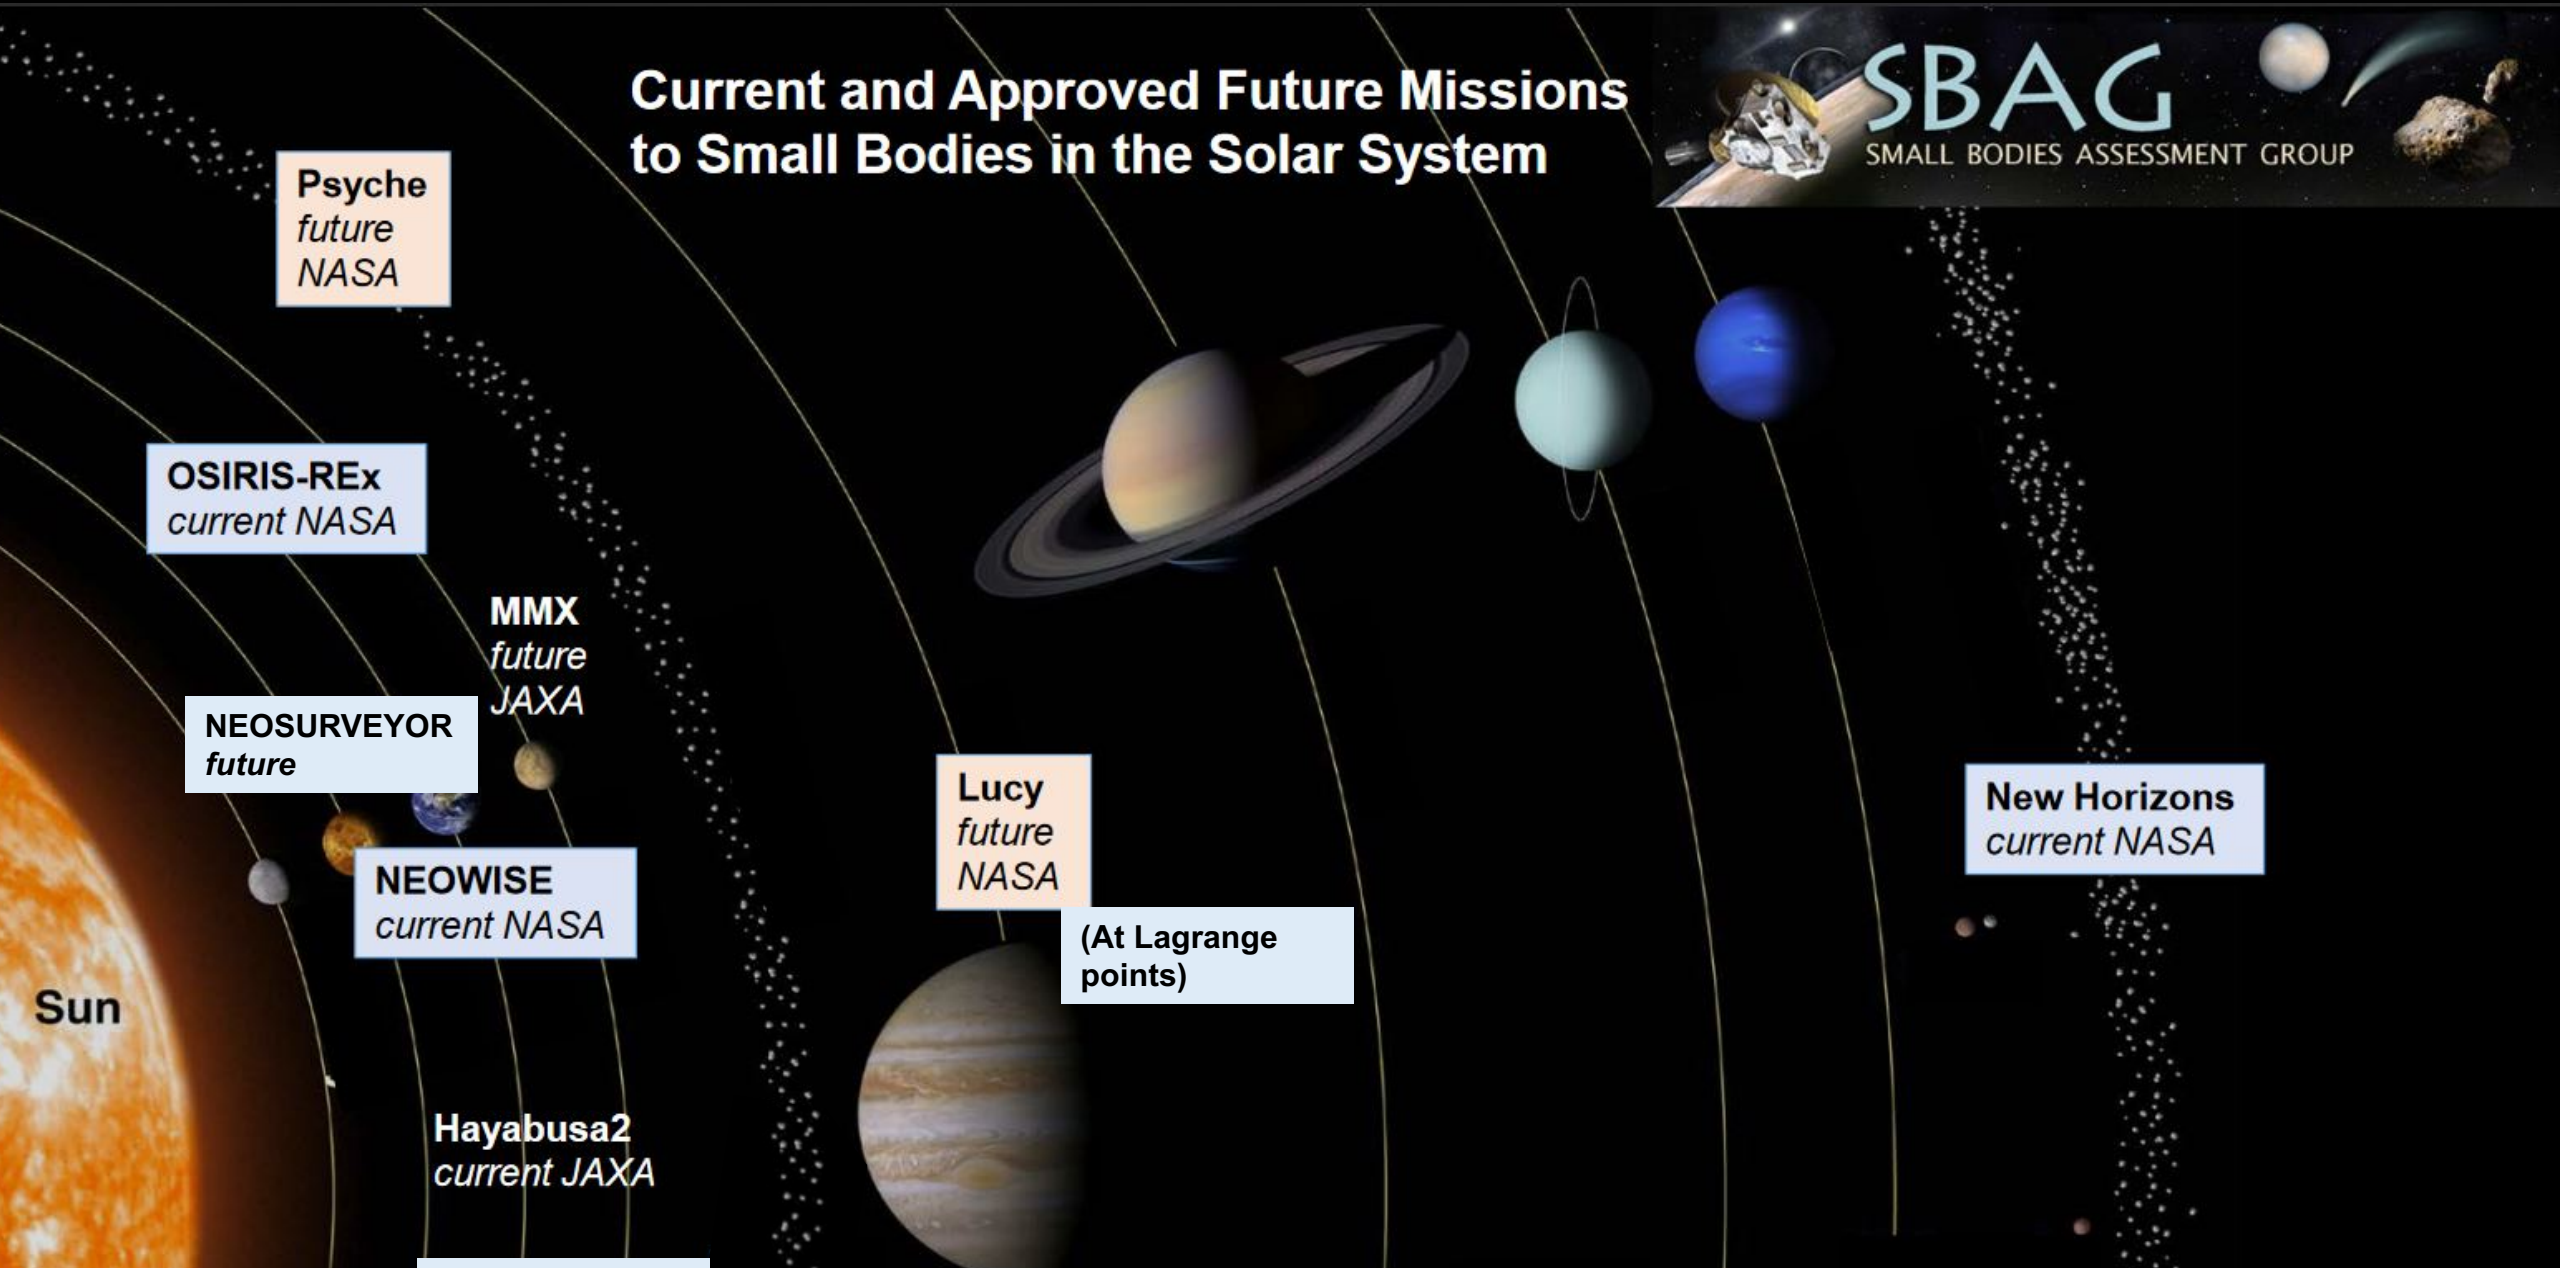 Current and Approved Future Missions
to Small Bodies in the Solar System
SBAG
SMALL BODIES ASSESSMENT GROUP
Psyche
future
NASA
OSIRIS-REx
current NASA
MMX
future
JAXA
NEOSURVEYOR
future
NEOWISE
current NASA
Lucy
future
NASA
(At Lagrange
points)
New Horizons
current NASA
Sun
Hayabusa2
current JAXA